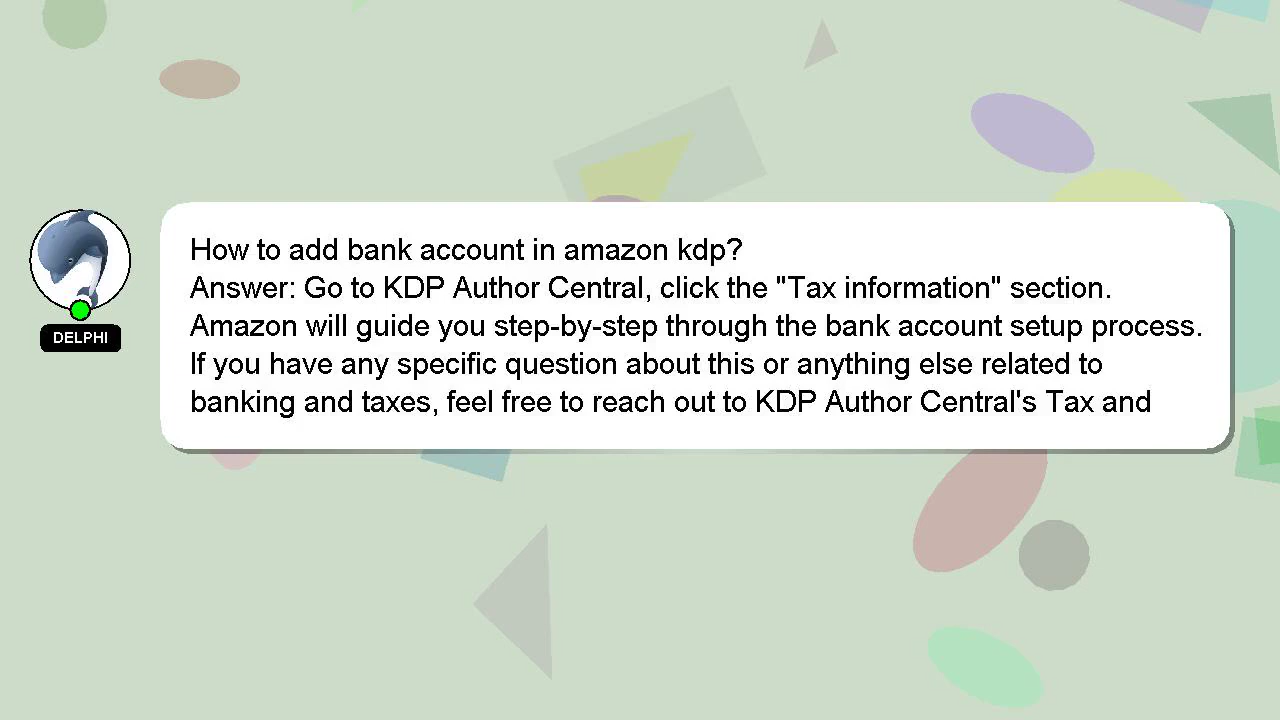 How to add bank account in amazon kdp?
Answer: Go to KDP Author Central, click the "Tax information" section.
Amazon will guide you step-by-step through the bank account setup process.
If you have any specific question about this or anything else related to
banking and taxes, feel free to reach out to KDP Author Central's Tax and
DELPHI